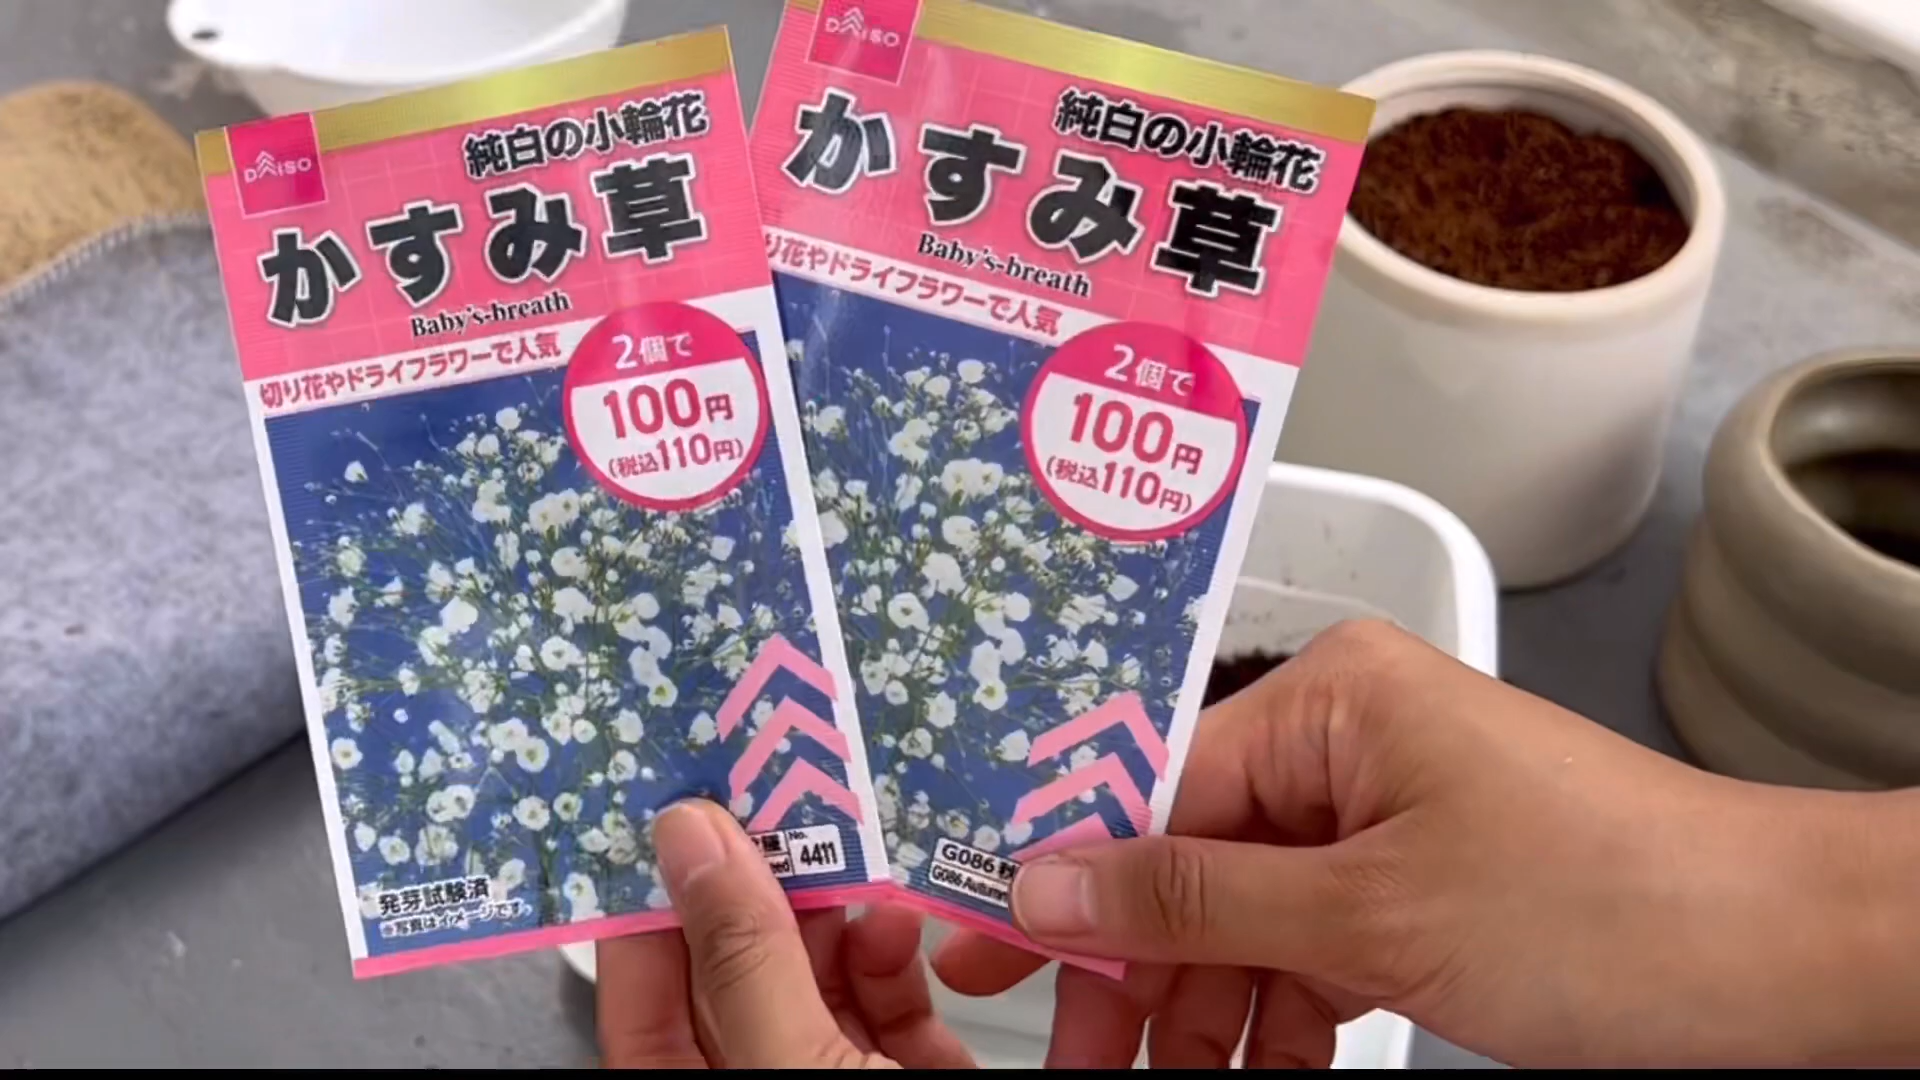 DAISO
純白の小輪花
かすみ草
Baby's-breath
切り花やドライフラワーで人気
2個で
100円
(税込110円)
発芽試験済
※写真はイメージです。
No.
4411
DAISO
純白の小輪花
かすみ草
Baby's-breath
り花やドライフラワーで人気
2個で
100円
(税込110円)
G086 秋
G086 Autumn